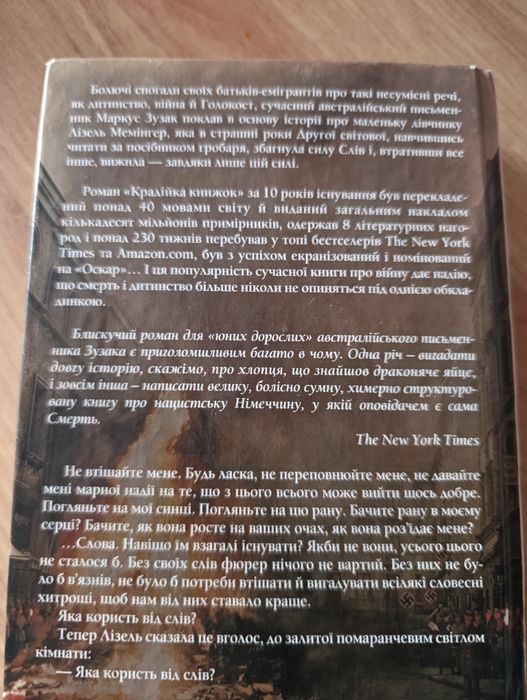 Болючі спогади своїх батьків-емігрантів про такі несумісні речі,
як дитинство, війна й Голокост, сучасний австралійський письмен-
ник Маркус Зузак поклав в основу історії про маленьку дівчинку
Лізель Мемінгер, яка в страшні роки Другої світової, навчившись
читати за посібником гробаря, збагнула силу Слів і, втративши все
інше, вижила — завдяки лише цій силі.
Роман «Крадійка книжок» за 10 років існування був перекладе-
ний понад 40 мовами світу й виданий загальним накладом
кількадесят мільйонів примірників, одержав 8 літературних наго-
род і понад 230 тижнів перебував у топі бестселерів The New York
Times та Amazon.com, був з успіхом екранізований і номінований
на «Оскар»… І ця популярність сучасної книги про війну дає надію,
що смерть і дитинство більше ніколи не опиняться під однією обкла-
динкою.
Блискучий роман для «юних дорослих» австралійського письмен-
ника Зузака є приголомшливим багато в чому. Одна річ – вигадати
довгу історію, скажімо, про хлопця, що знайшов драконяче яйце,
і зовсім інша – написати велику, болісно сумну, химерно структуро-
вану книгу про нацистську Німеччину, у якій оповідачем є сама
Смерть.
The New York Times
Не втішайте мене. Будь ласка, не переповнюйте мене, не давайте
мені марної надії на те, що з цього всього може вийти щось добре.
Погляньте на мої синці. Погляньте на цю рану. Бачите рану в моєму
серці? Бачите, як вона росте на ваших очах, як вона роз'їдає мене?
…Слова. Навіщо їм взагалі існувати? Якби не вони, усього цього
не сталося б. Без своїх слів фюрер нічого не вартий. Без них не бу-
ло б в'язнів, не було б потреби втішати й вигадувати всілякі словесні
хитрощі, щоб нам від них ставало краще.
Яка користь від слів?
Тепер Лізель сказала це вголос, до залитої помаранчевим світлом
кімнати:
— Яка користь від слів?